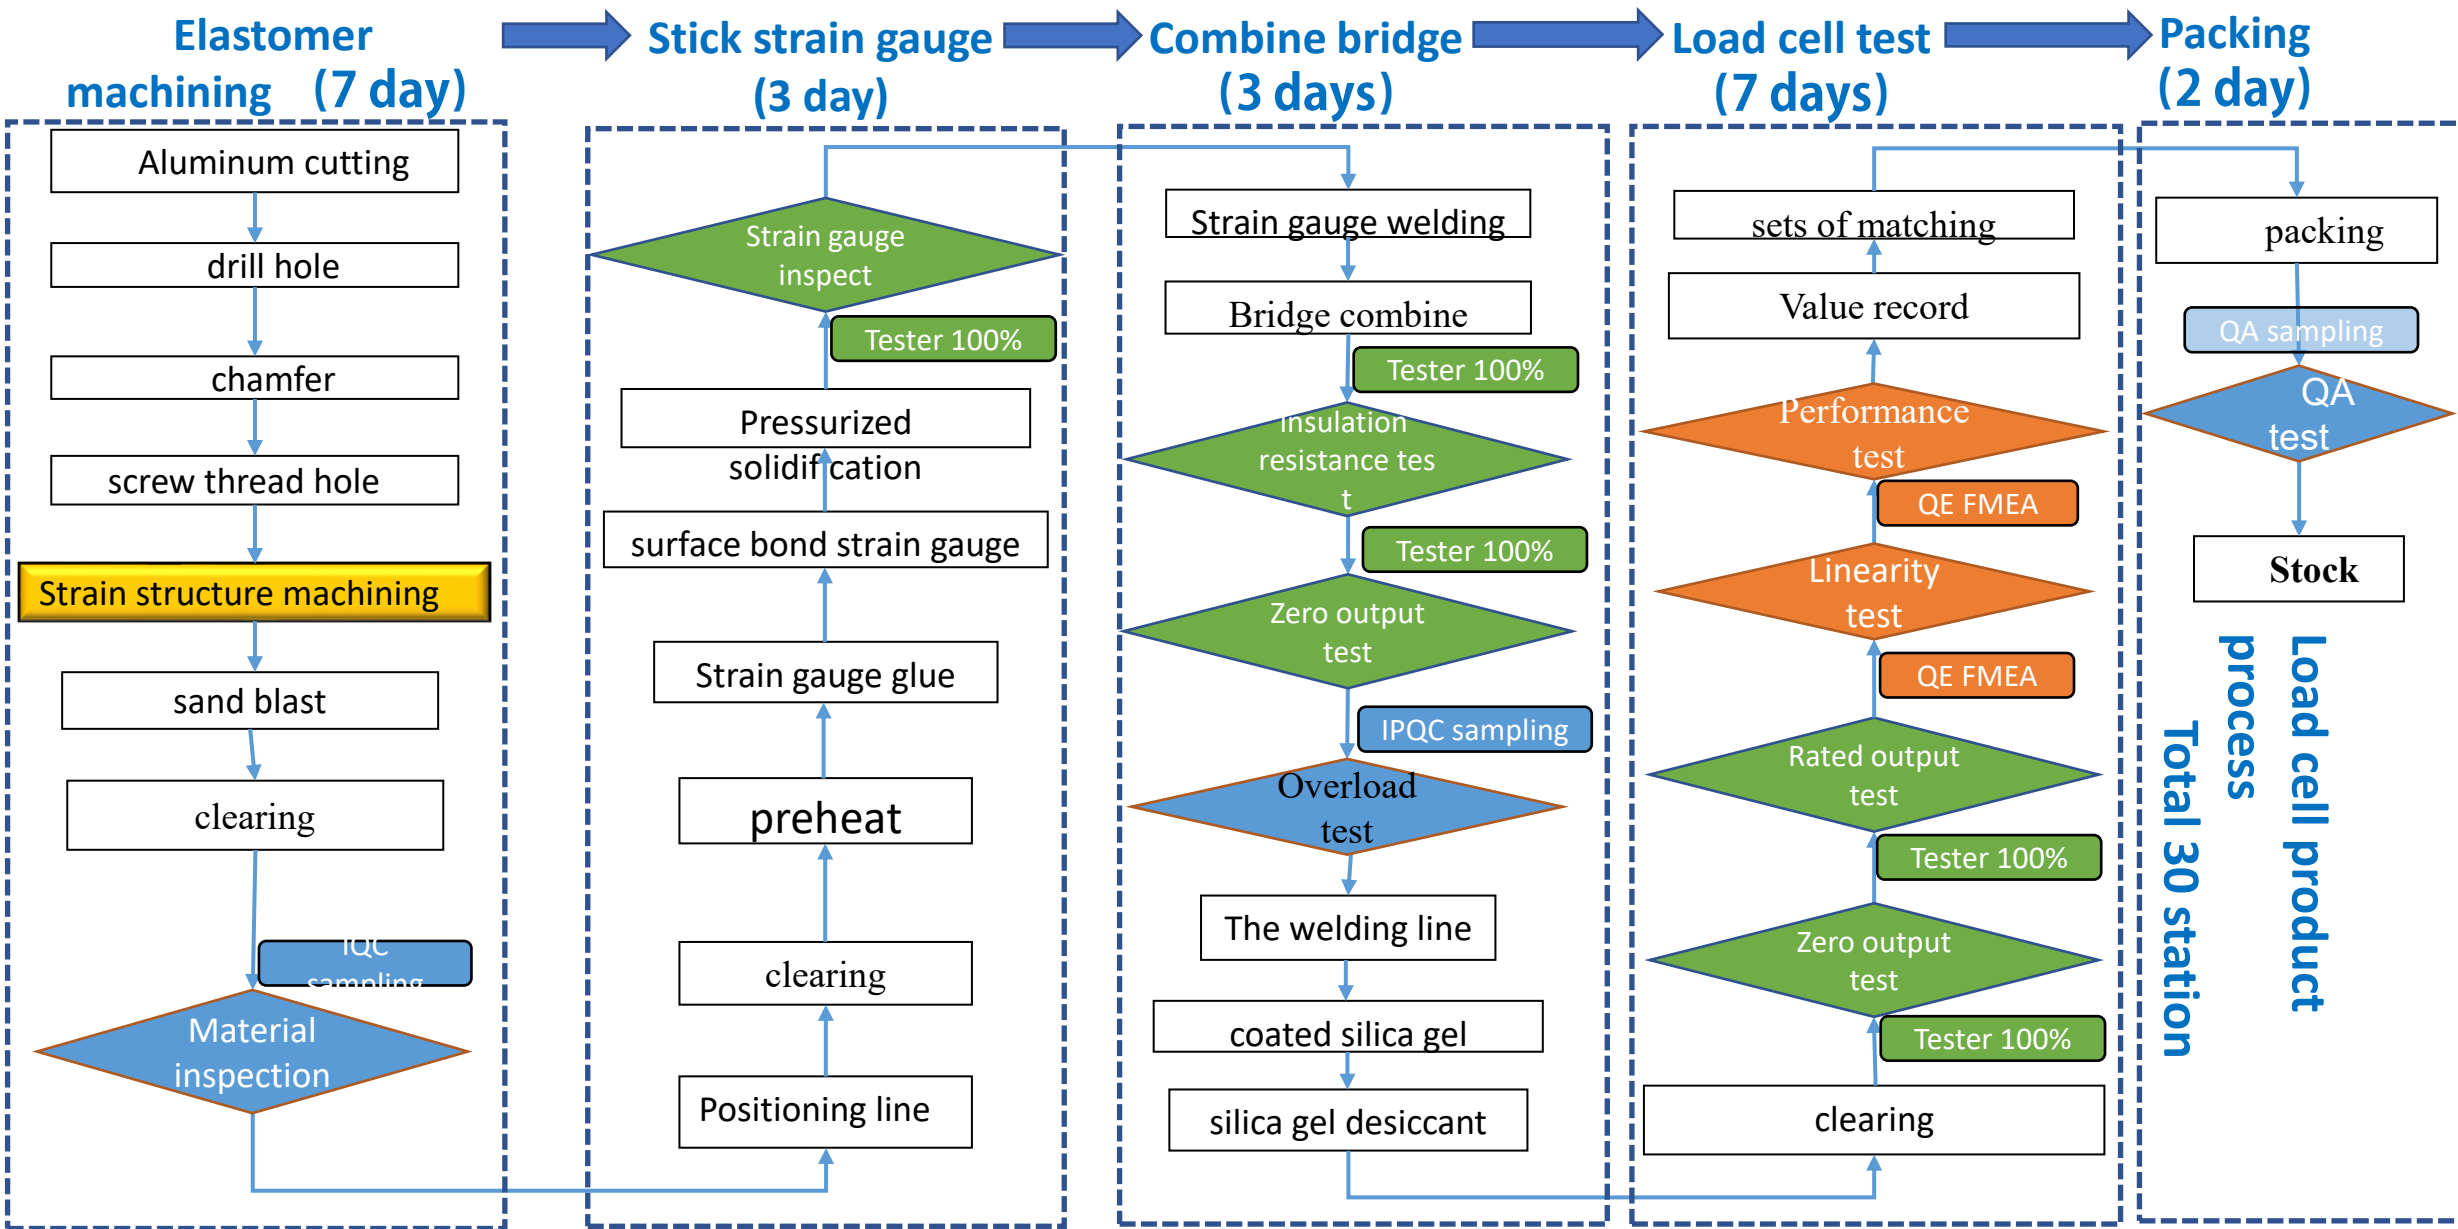 Elastomer
machining (7 day)
Stick strain gauge
(3 day)
Combine bridge
(3 days)
Load cell test
(7 days)
Packing
(2 day)
Aluminum cutting
drill hole
chamfer
screw thread hole
Strain structure machining
sand blast
clearing
IQC
sampling
Material
inspection
Strain gauge
inspect
Tester 100%
Pressurized
solidification
surface bond strain gauge
Strain gauge glue
preheat
clearing
Positioning line
Strain gauge welding
Bridge combine
Tester 100%
Insulation
resistance tes
t
Tester 100%
Zero output
test
IPQC sampling
Overload
test
The welding line
coated silica gel
silica gel desiccant
sets of matching
Value record
Performance
test
QE FMEA
Linearity
test
QE FMEA
Rated output
test
Tester 100%
Zero output
test
Tester 100%
clearing
packing
QA sampling
QA
test
Stock
Load cell product
process
Total 30 station